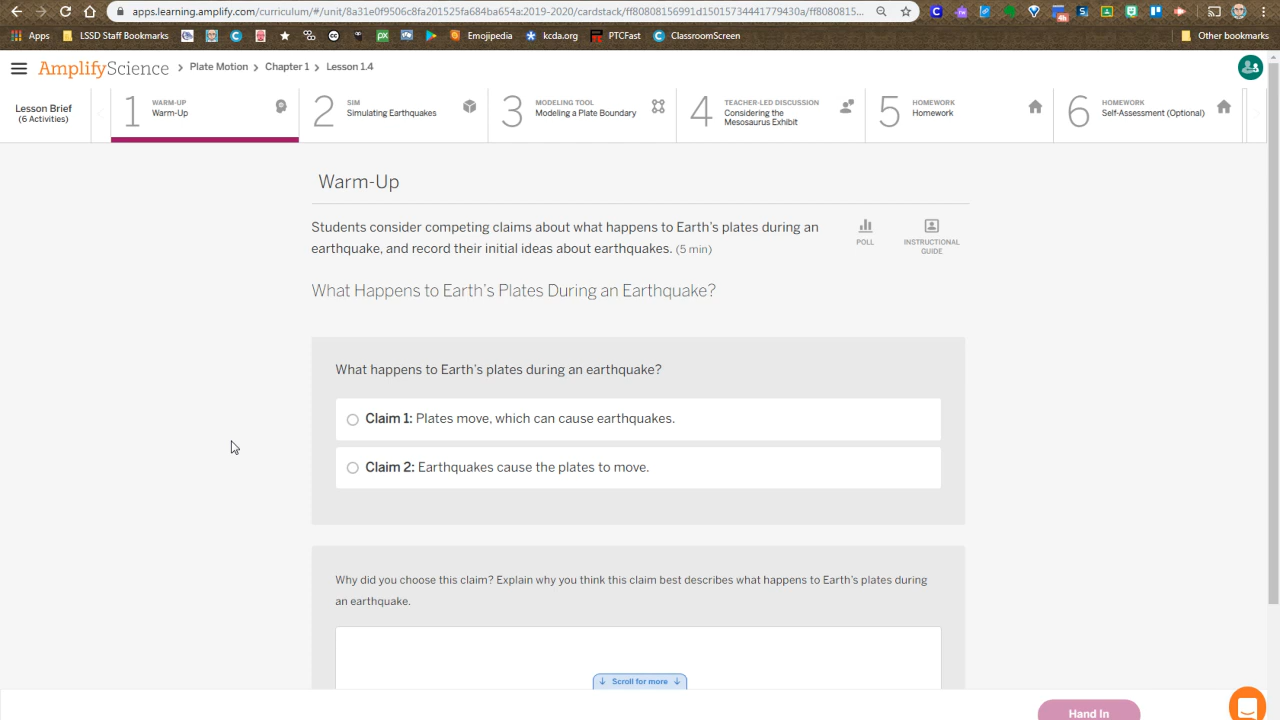 apps.learning.amplify.com/curriculum/#/unit/8a31e0f9506c8fa201525fa684ba654a:2019-2020/cardstack/ff80808156991d15015734441779430a/ff8080815...
Apps LSSD Staff Bookmarks Emojipedia kcda.org PTCFast ClassroomScreen Other bookmarks
AmplifyScience > Plate Motion > Chapter 1 > Lesson 1.4
Lesson Brief
(6 Activities)
1 WARM-UP
Warm-Up
2 SIM
Simulating Earthquakes
3 MODELING TOOL
Modeling a Plate Boundary
4 TEACHER-LED DISCUSSION
Considering the
Mesosaurus Exhibit
5 HOMEWORK
Homework
6 HOMEWORK
Self-Assessment (Optional)
Warm-Up
Students consider competing claims about what happens to Earth's plates during an
earthquake, and record their initial ideas about earthquakes. (5 min)
POLL
INSTRUCTIONAL
GUIDE
What Happens to Earth's Plates During an Earthquake?
What happens to Earth's plates during an earthquake?
Claim 1: Plates move, which can cause earthquakes.
Claim 2: Earthquakes cause the plates to move.
Why did you choose this claim? Explain why you think this claim best describes what happens to Earth's plates during
an earthquake.
↓ Scroll for more ↓
Hand In